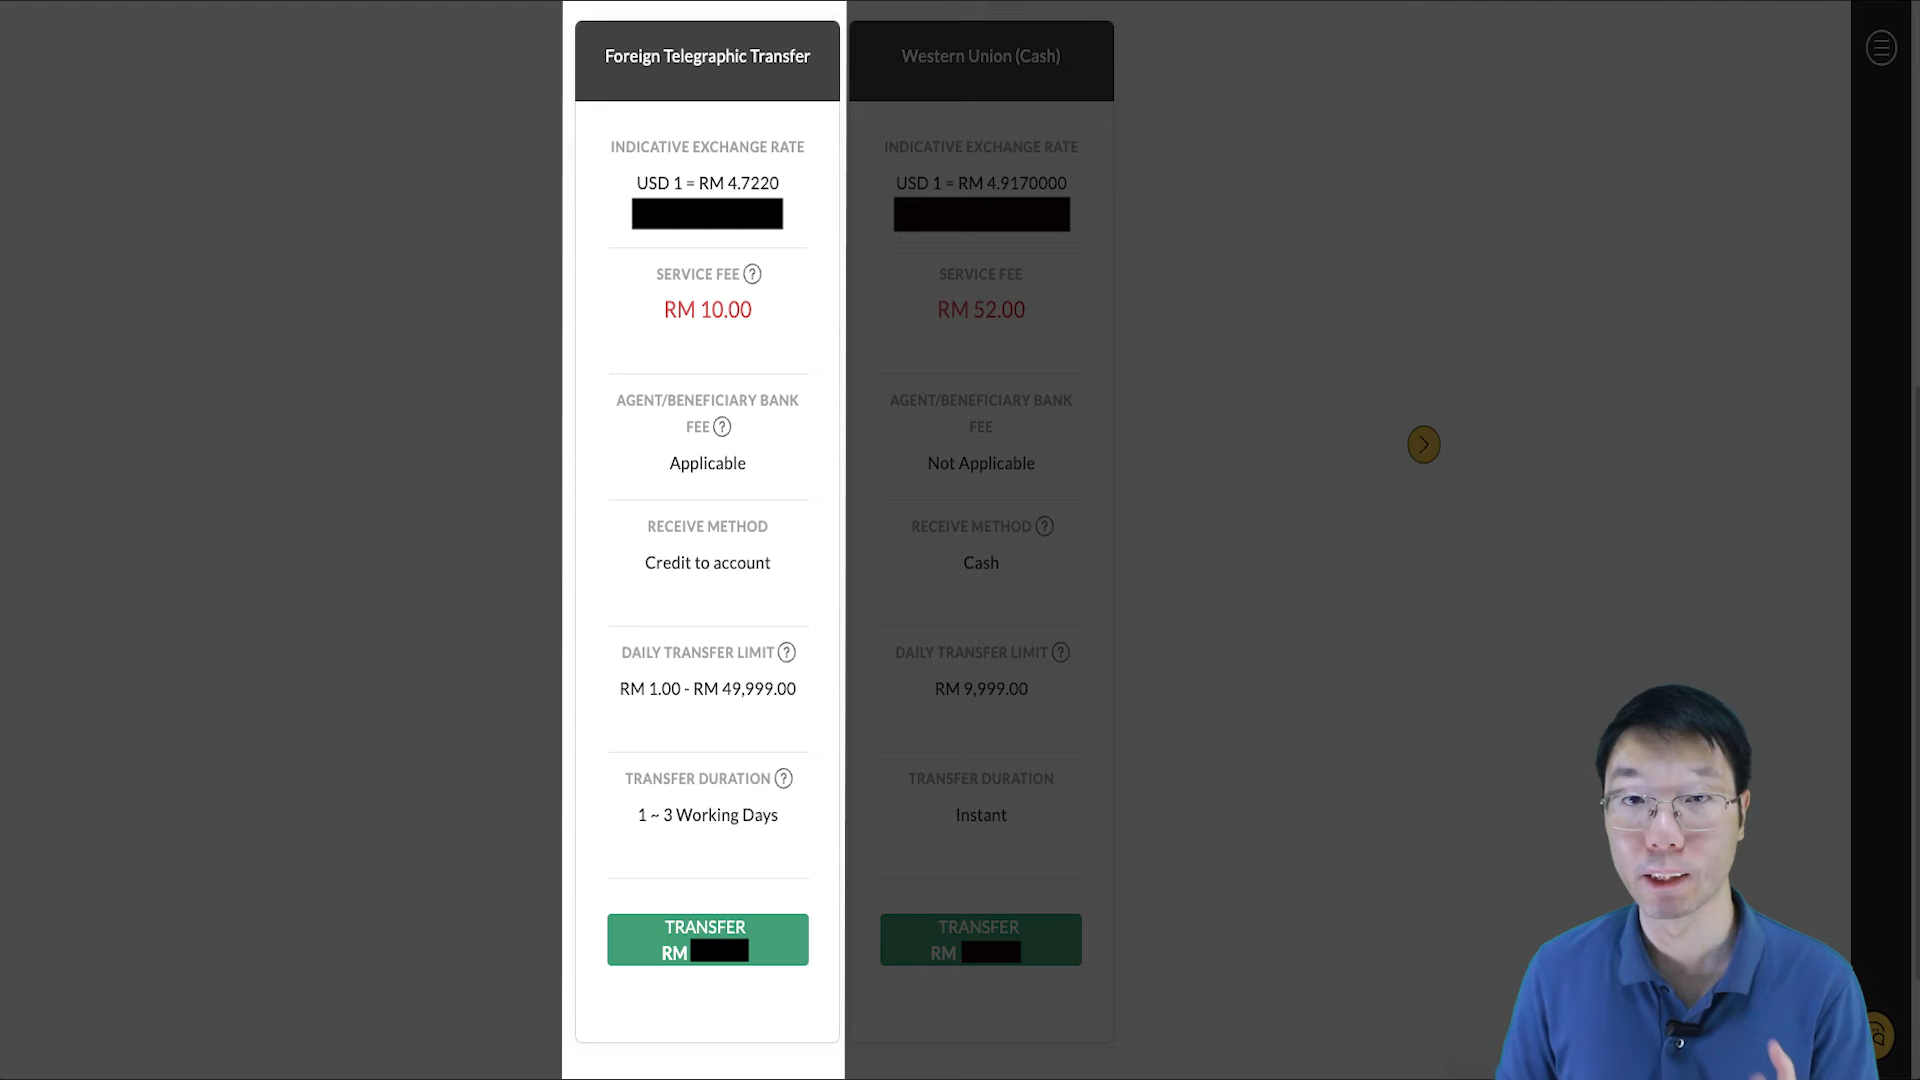 Foreign Telegraphic Transfer
INDICATIVE EXCHANGE RATE
USD 1 = RM 4.7220
SERVICE FEE ?
RM 10.00
AGENT/BENEFICIARY BANK
FEE ?
Applicable
RECEIVE METHOD
Credit to account
DAILY TRANSFER LIMIT ?
RM 1.00 - RM 49,999.00
TRANSFER DURATION ?
1 ~ 3 Working Days
TRANSFER
RM
Western Union (Cash)
INDICATIVE EXCHANGE RATE
USD 1 = RM 4.9170000
SERVICE FEE
RM 52.00
AGENT/BENEFICIARY BANK
FEE
Not Applicable
RECEIVE METHOD ?
Cash
DAILY TRANSFER LIMIT ?
RM 9,999.00
TRANSFER DURATION
Instant
TRANSFER
RM